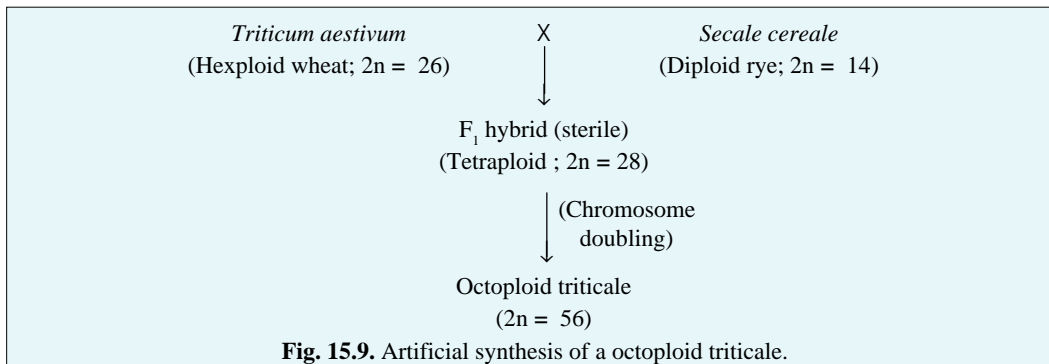 Triticum aestivum X Secale cereale
(Hexploid wheat; 2n = 26) (Diploid rye; 2n = 14)
F1 hybrid (sterile)
(Tetraploid ; 2n = 28)
(Chromosome
doubling)
Octoploid triticale
(2n = 56)
Fig. 15.9. Artificial synthesis of a octoploid triticale.